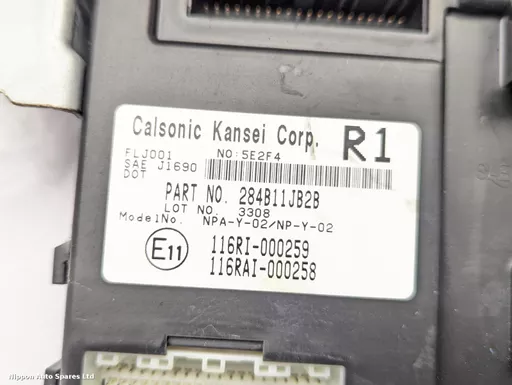 Calsonic Kansei Corp. R1
FLJ001 NO:5E2F4
SAE J1690
DOT
PART NO. 284B11JB2B
LOT NO. 3308
ModelNo. NPA-Y-02/NP-Y-02
E11 116RI-000259
116RAI-000258
Nippon Auto Spares Ltd